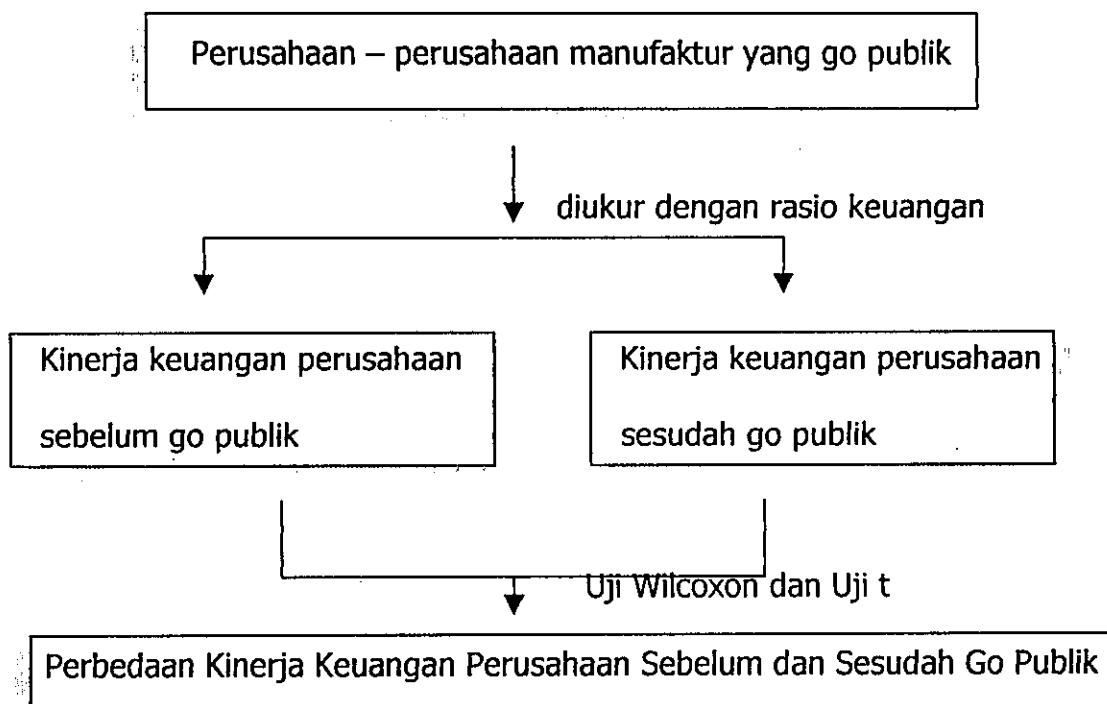 Perusahaan – perusahaan manufaktur yang go publik
diukur dengan rasio keuangan
Kinerja keuangan perusahaan
sebelum go publik
Kinerja keuangan perusahaan
sesudah go publik
Uji Wilcoxon dan Uji t
Perbedaan Kinerja Keuangan Perusahaan Sebelum dan Sesudah Go Publik